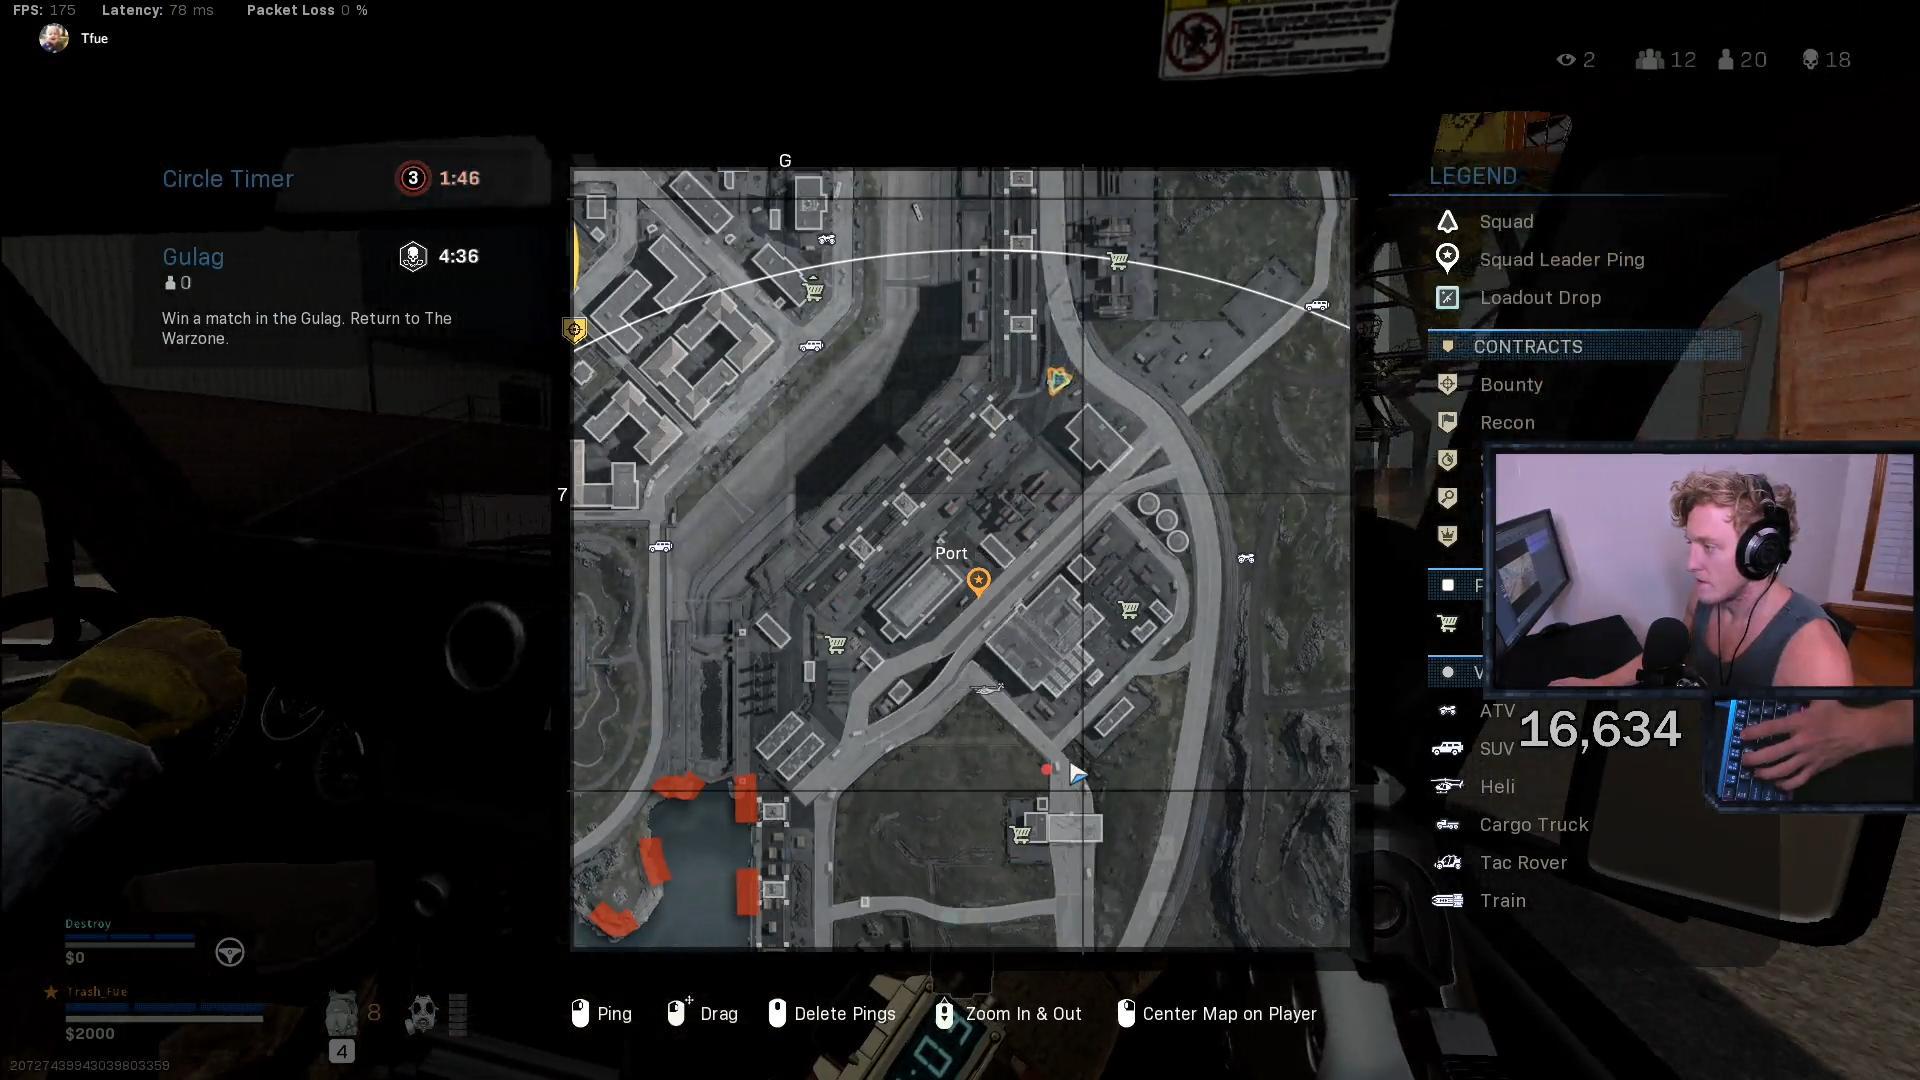 FPS: 175 Latency: 78 ms Packet Loss 0 %
Tfue
2 12 20 18
G
Circle Timer 3 1:46
Gulag 4:36
0
Win a match in the Gulag. Return to The
Warzone.
7
Port
LEGEND
Squad
Squad Leader Ping
Loadout Drop
CONTRACTS
Bounty
Recon
ATV
SUV
Heli
Cargo Truck
Tac Rover
Train
16,634
Destroy
$0
Trash_Fue
$2000
8
4
Ping Drag Delete Pings Zoom In & Out Center Map on Player
20727439943039803359